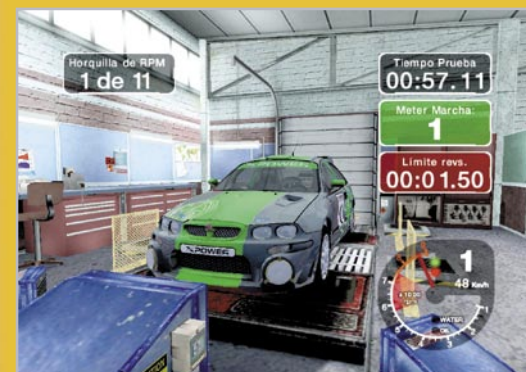 Horquilla de RPM
1 de 11
Tiempo Prueba
00:57.11
Meter Marcha:
1
Límite revs.
00:01.50
POWER
1
48 Km/h
WATER